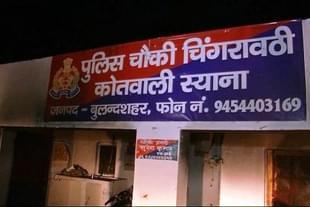 पुलिस चौकी चिंगरावठी
कोतवाली स्याना
जनपद - बुलन्दशहर, फोन नं. 9454403169